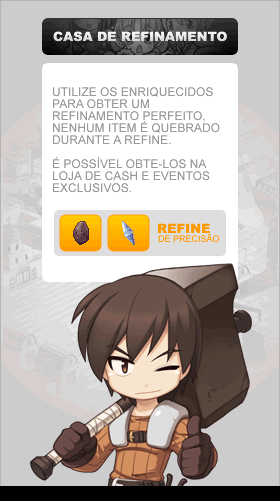 CASA DE REFINAMENTO
UTILIZE OS ENRIQUECIDOS
PARA OBTER UM
REFINAMENTO PERFEITO,
NENHUM ITEM É QUEBRADO
DURANTE A REFINE.
É POSSÍVEL OBTE-LOS NA
LOJA DE CASH E EVENTOS
EXCLUSIVOS.
REFINE
DE PRECISÃO